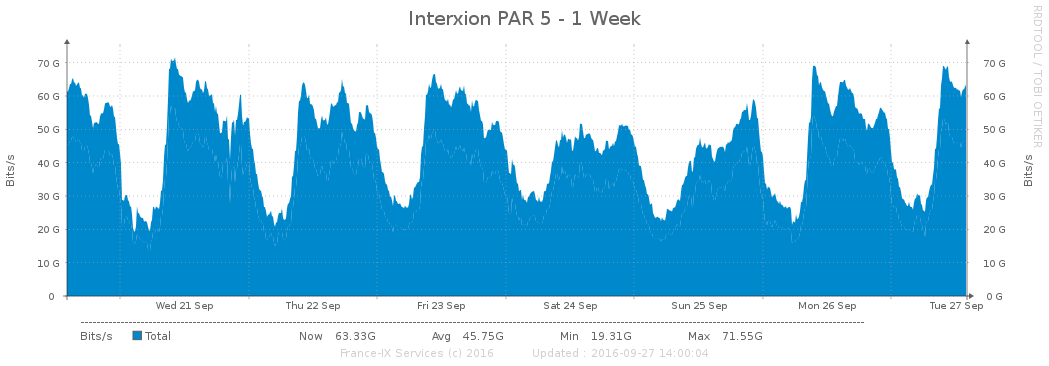 Interxion PAR 5 - 1 Week
RRDTOOL / TOBI OETIKER
Bits/s
70 G
60 G
50 G
40 G
30 G
20 G
10 G
0
70 G
60 G
50 G
40 G
30 G
20 G
10 G
0 G
Bits/s
Wed 21 Sep Thu 22 Sep Fri 23 Sep Sat 24 Sep Sun 25 Sep Mon 26 Sep Tue 27 Sep
Bits/s Total Now 63.33G Avg 45.75G Min 19.31G Max 71.55G
France-IX Services (c) 2016 Updated : 2016-09-27 14:00:04